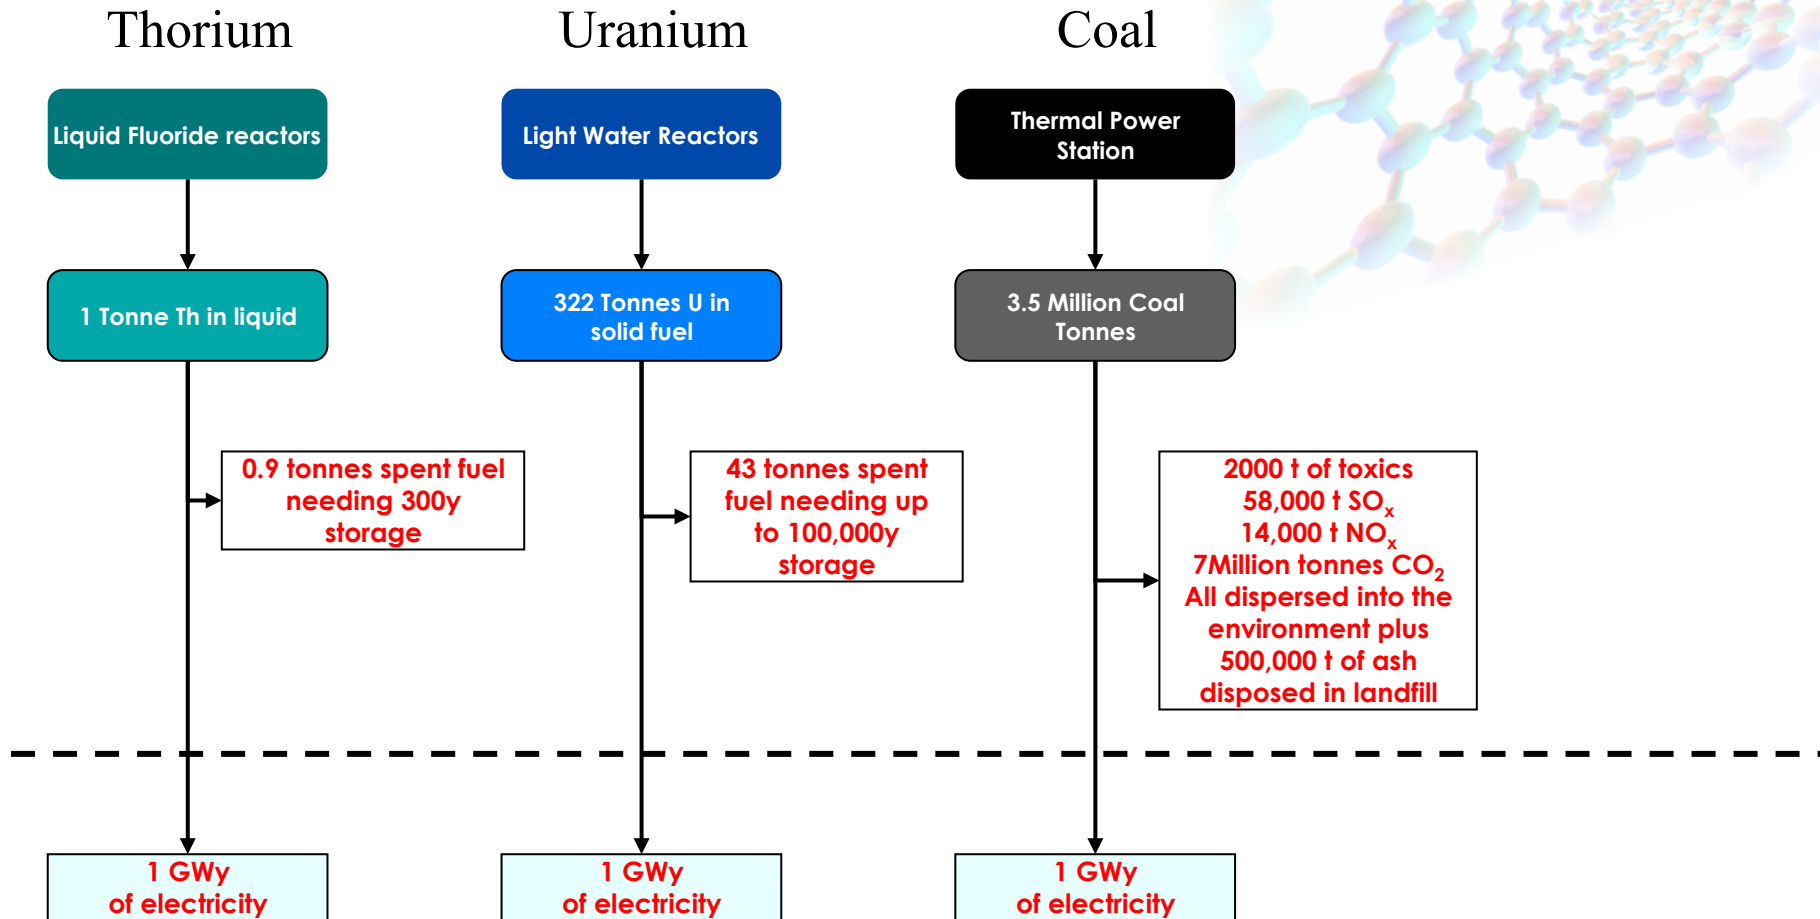 Thorium
Uranium
Coal
Liquid Fluoride reactors
Light Water Reactors
Thermal Power
Station
1 Tonne Th in liquid
322 Tonnes U in
solid fuel
3.5 Million Coal
Tonnes
0.9 tonnes spent fuel
needing 300y
storage
43 tonnes spent
fuel needing up
to 100,000y
storage
2000 t of toxics
58,000 t SOx
14,000 t NOx
7Million tonnes CO2
All dispersed into the
environment plus
500,000 t of ash
disposed in landfill
1 GWy
of electricity
1 GWy
of electricity
1 GWy
of electricity